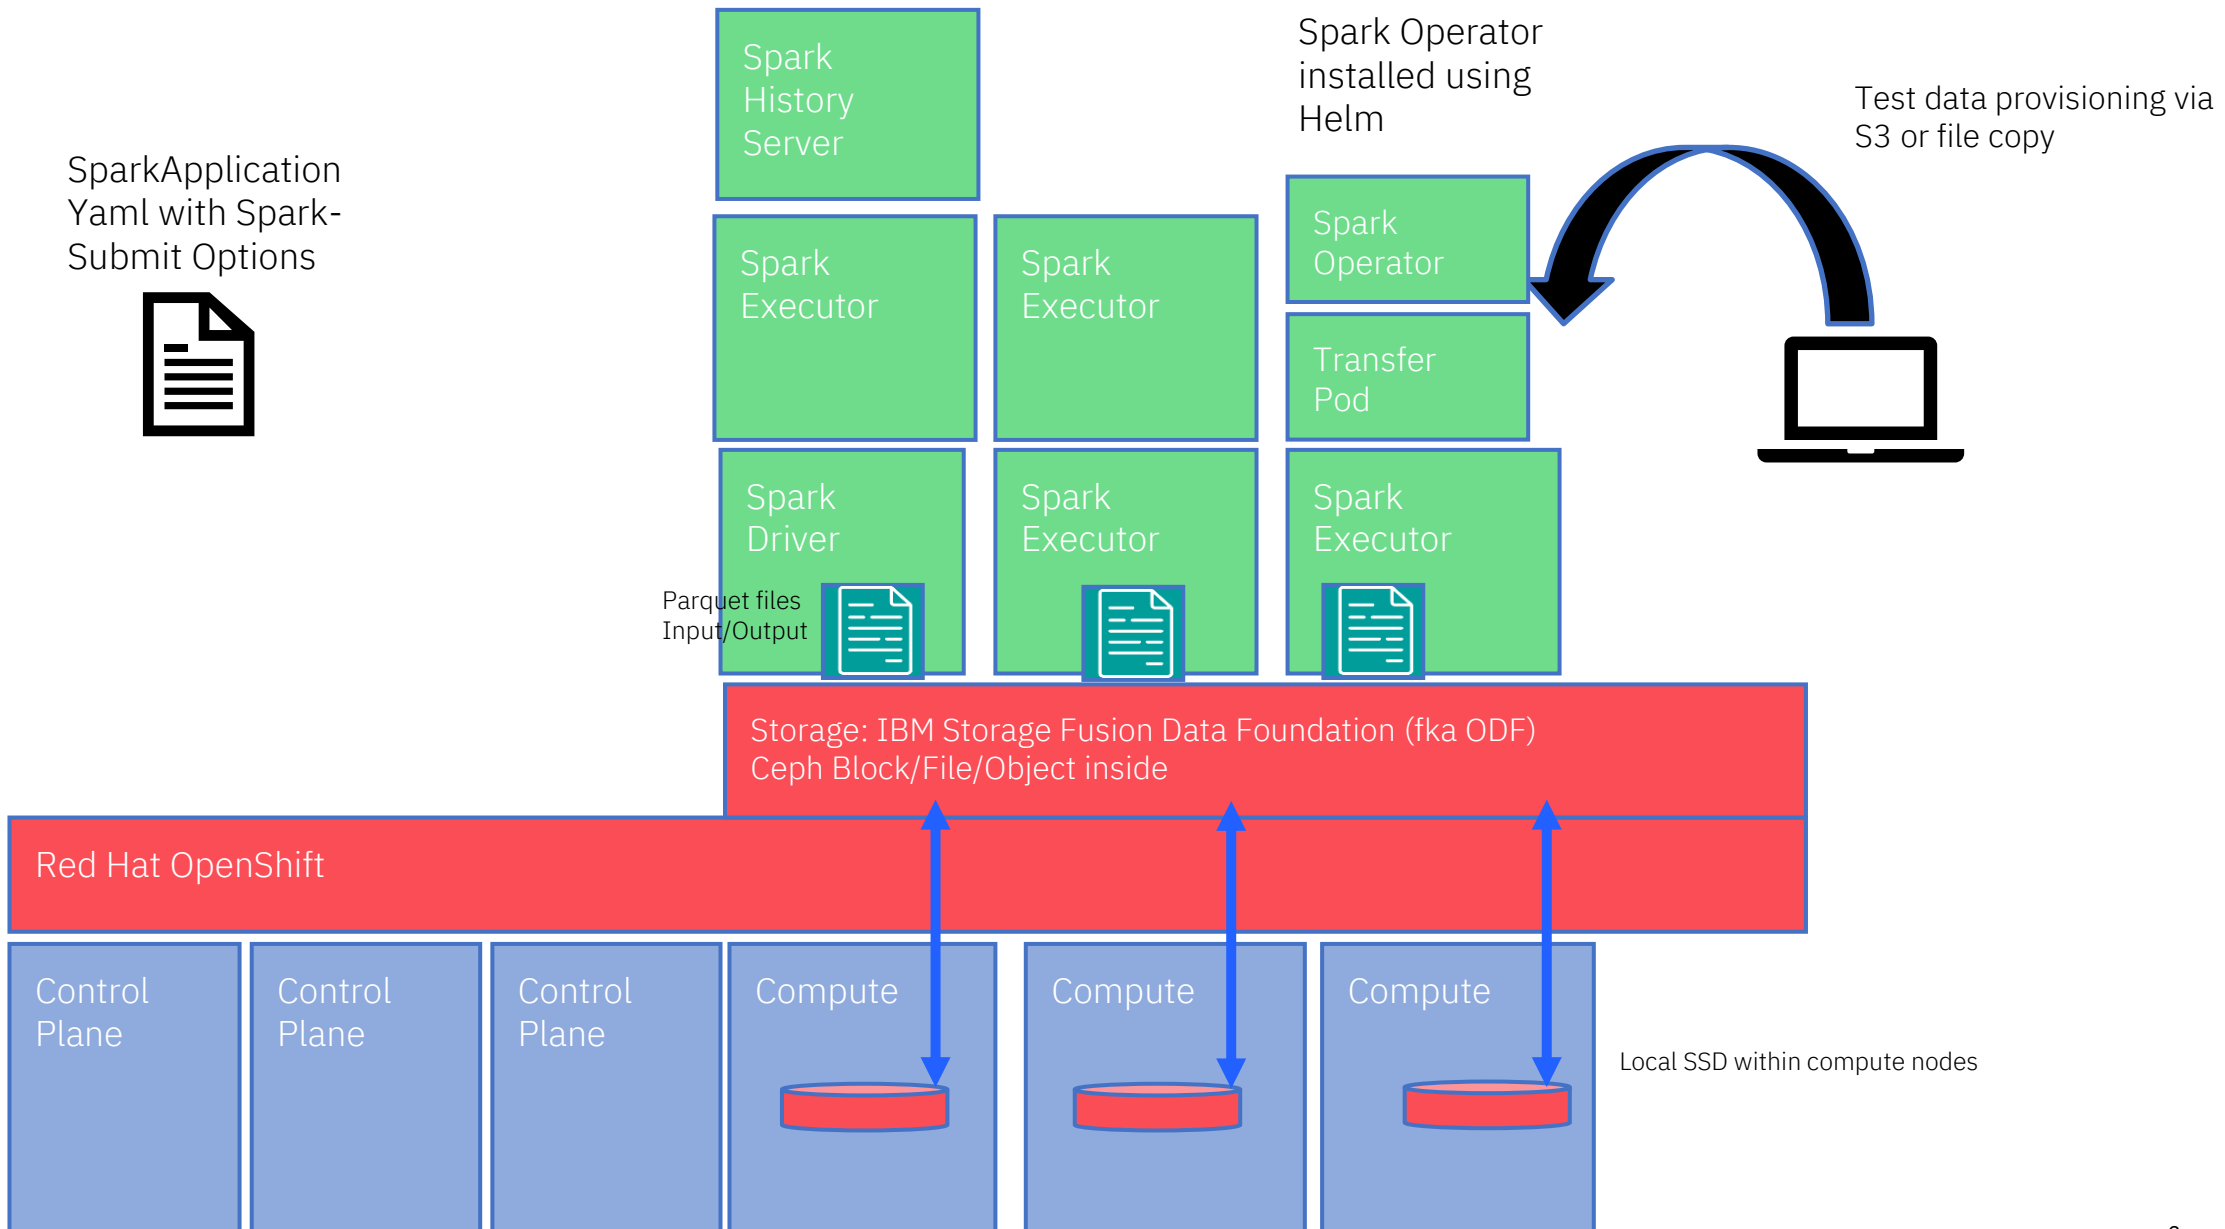 Spark
History
Server
Spark Operator
installed using
Helm
Test data provisioning via
S3 or file copy
SparkApplication
Yaml with Spark-
Submit Options
Spark
Executor
Spark
Executor
Spark
Operator
Transfer
Pod
Spark
Driver
Spark
Executor
Spark
Executor
Parquet files
Input/Output
Storage: IBM Storage Fusion Data Foundation (fka ODF)
Ceph Block/File/Object inside
Red Hat OpenShift
Control
Plane
Control
Plane
Control
Plane
Compute
Compute
Compute
Local SSD within compute nodes